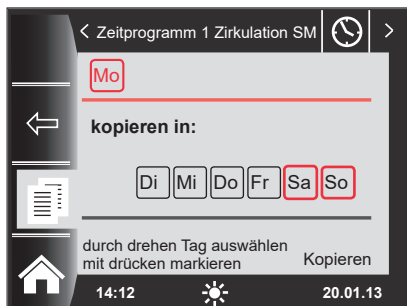 < Zeitprogramm 1 Zirkulation SM >
Mo
kopieren in:
Di Mi Do Fr Sa So
durch drehen Tag auswählen
mit drücken markieren Kopieren
14:12 20.01.13